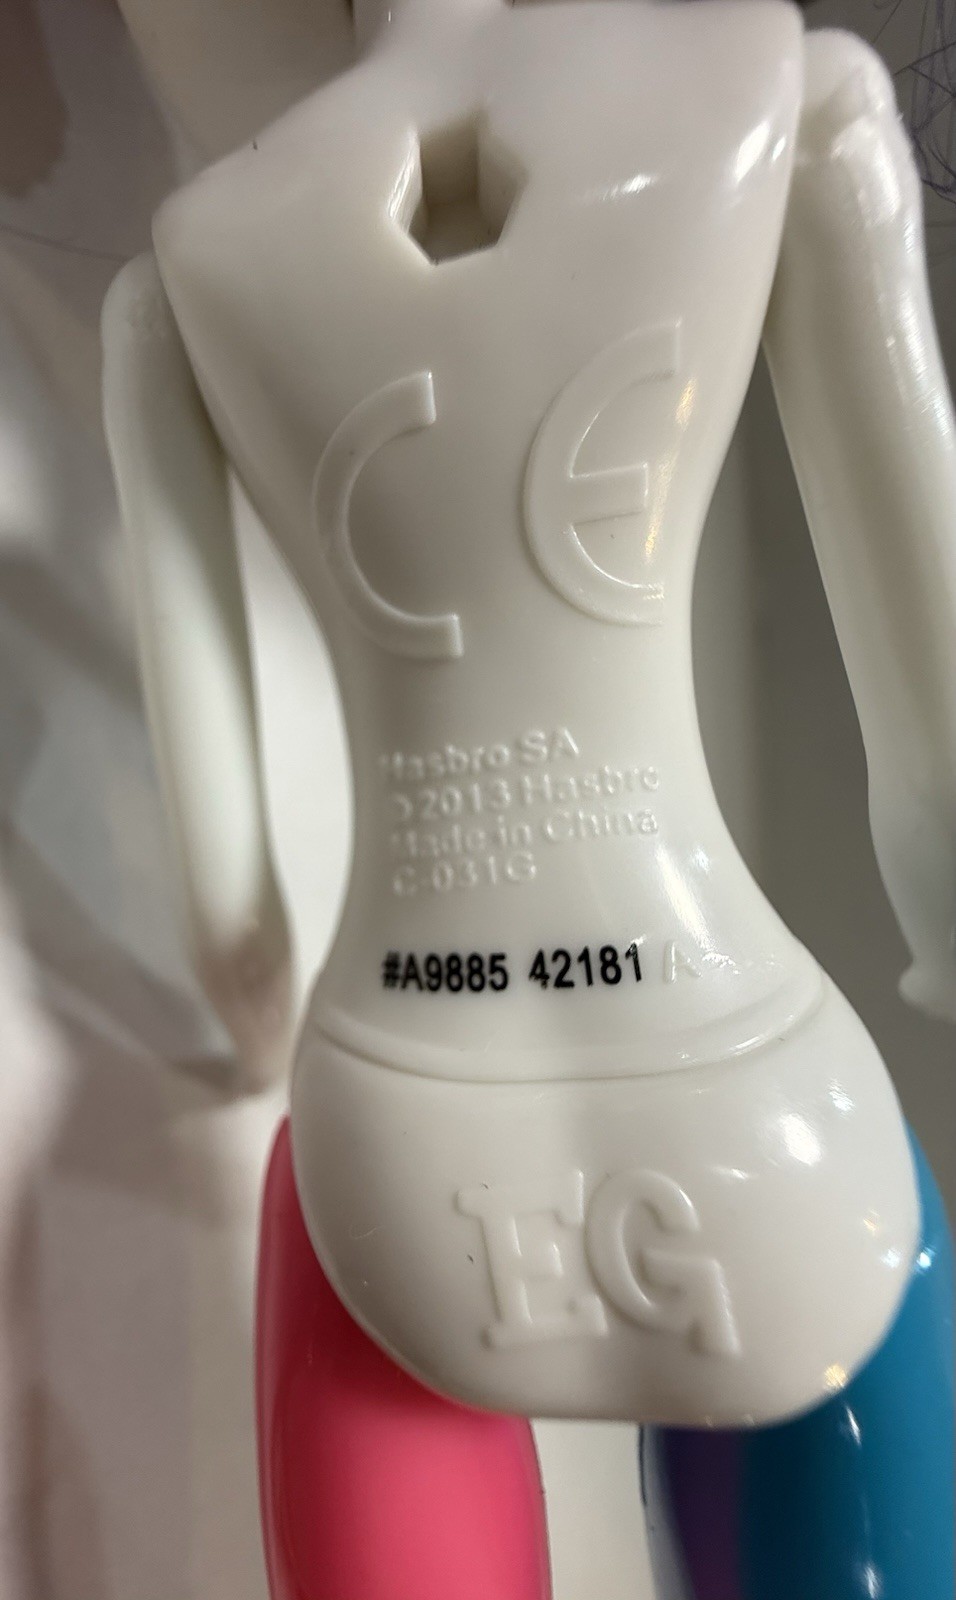 CE
Hasbro SA
©2013 Hasbro
Made in China
C-031G
#A9885 42181 A
EG